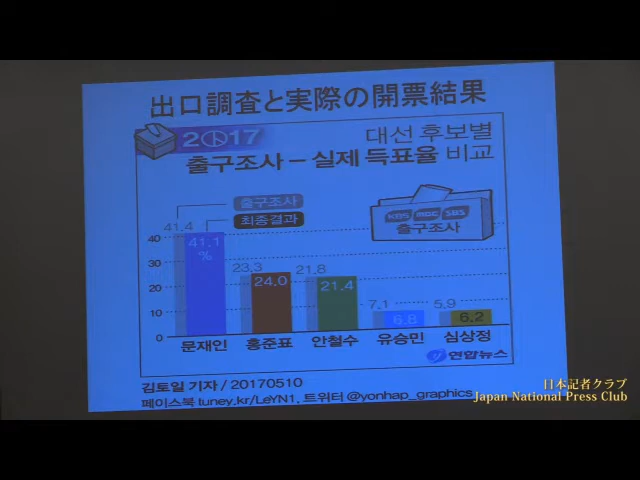 出口調査と実際の開票結果
2017
대선 후보별
출구조사 – 실제 득표율 비교
출구조사
최종결과
KBS MBC SBS
출구조사
41.4
41.1
%
23.3
24.0
21.8
21.4
7.1
6.8
5.9
6.2
40
30
20
10
0
문재인 홍준표 안철수 유승민 심상정
연합뉴스
김토일 기자 / 20170510
페이스북 tuney.kr/LeYN1, 트위터 @yonhap_graphics
日本記者クラブ
Japan National Press Club